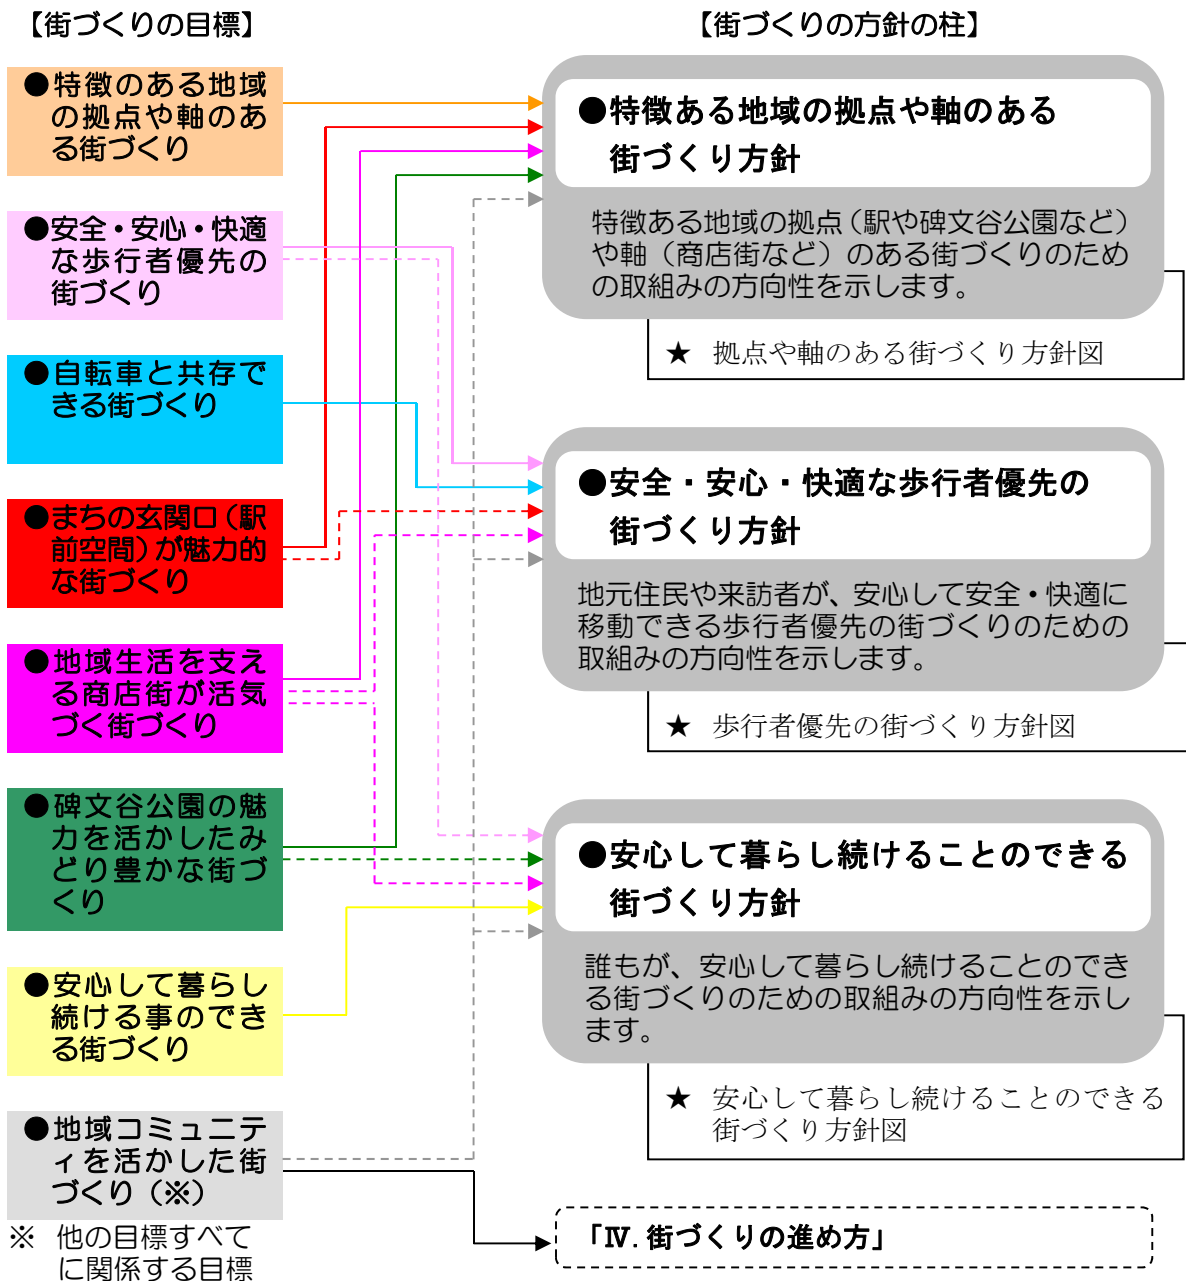 【街づくりの目標】
●特徴のある地域
の拠点や軸のあ
る街づくり
●安全・安心・快適
な歩行者優先の
街づくり
●自転車と共存で
きる街づくり
●まちの玄関口（駅
前空間）が魅力的
な街づくり
●地域生活を支え
る商店街が活気
づく街づくり
●碑文谷公園の魅
力を活かしたみ
どり豊かな街づ
くり
●安心して暮らし
続ける事のでき
る街づくり
●地域コミュニテ
ィを活かした街
づくり（※）
※　他の目標すべて
に関係する目標
【街づくりの方針の柱】
●特徴ある地域の拠点や軸のある
街づくり方針
特徴ある地域の拠点（駅や碑文谷公園など）
や軸（商店街など）のある街づくりのため
の取組みの方向性を示します。
★　拠点や軸のある街づくり方針図
●安全・安心・快適な歩行者優先の
街づくり方針
地元住民や来訪者が、安心して安全・快適に
移動できる歩行者優先の街づくりのための
取組みの方向性を示します。
★　歩行者優先の街づくり方針図
●安心して暮らし続けることのできる
街づくり方針
誰もが、安心して暮らし続けることのでき
る街づくりのための取組みの方向性を示し
ます。
★　安心して暮らし続けることのできる
街づくり方針図
「Ⅳ．街づくりの進め方」